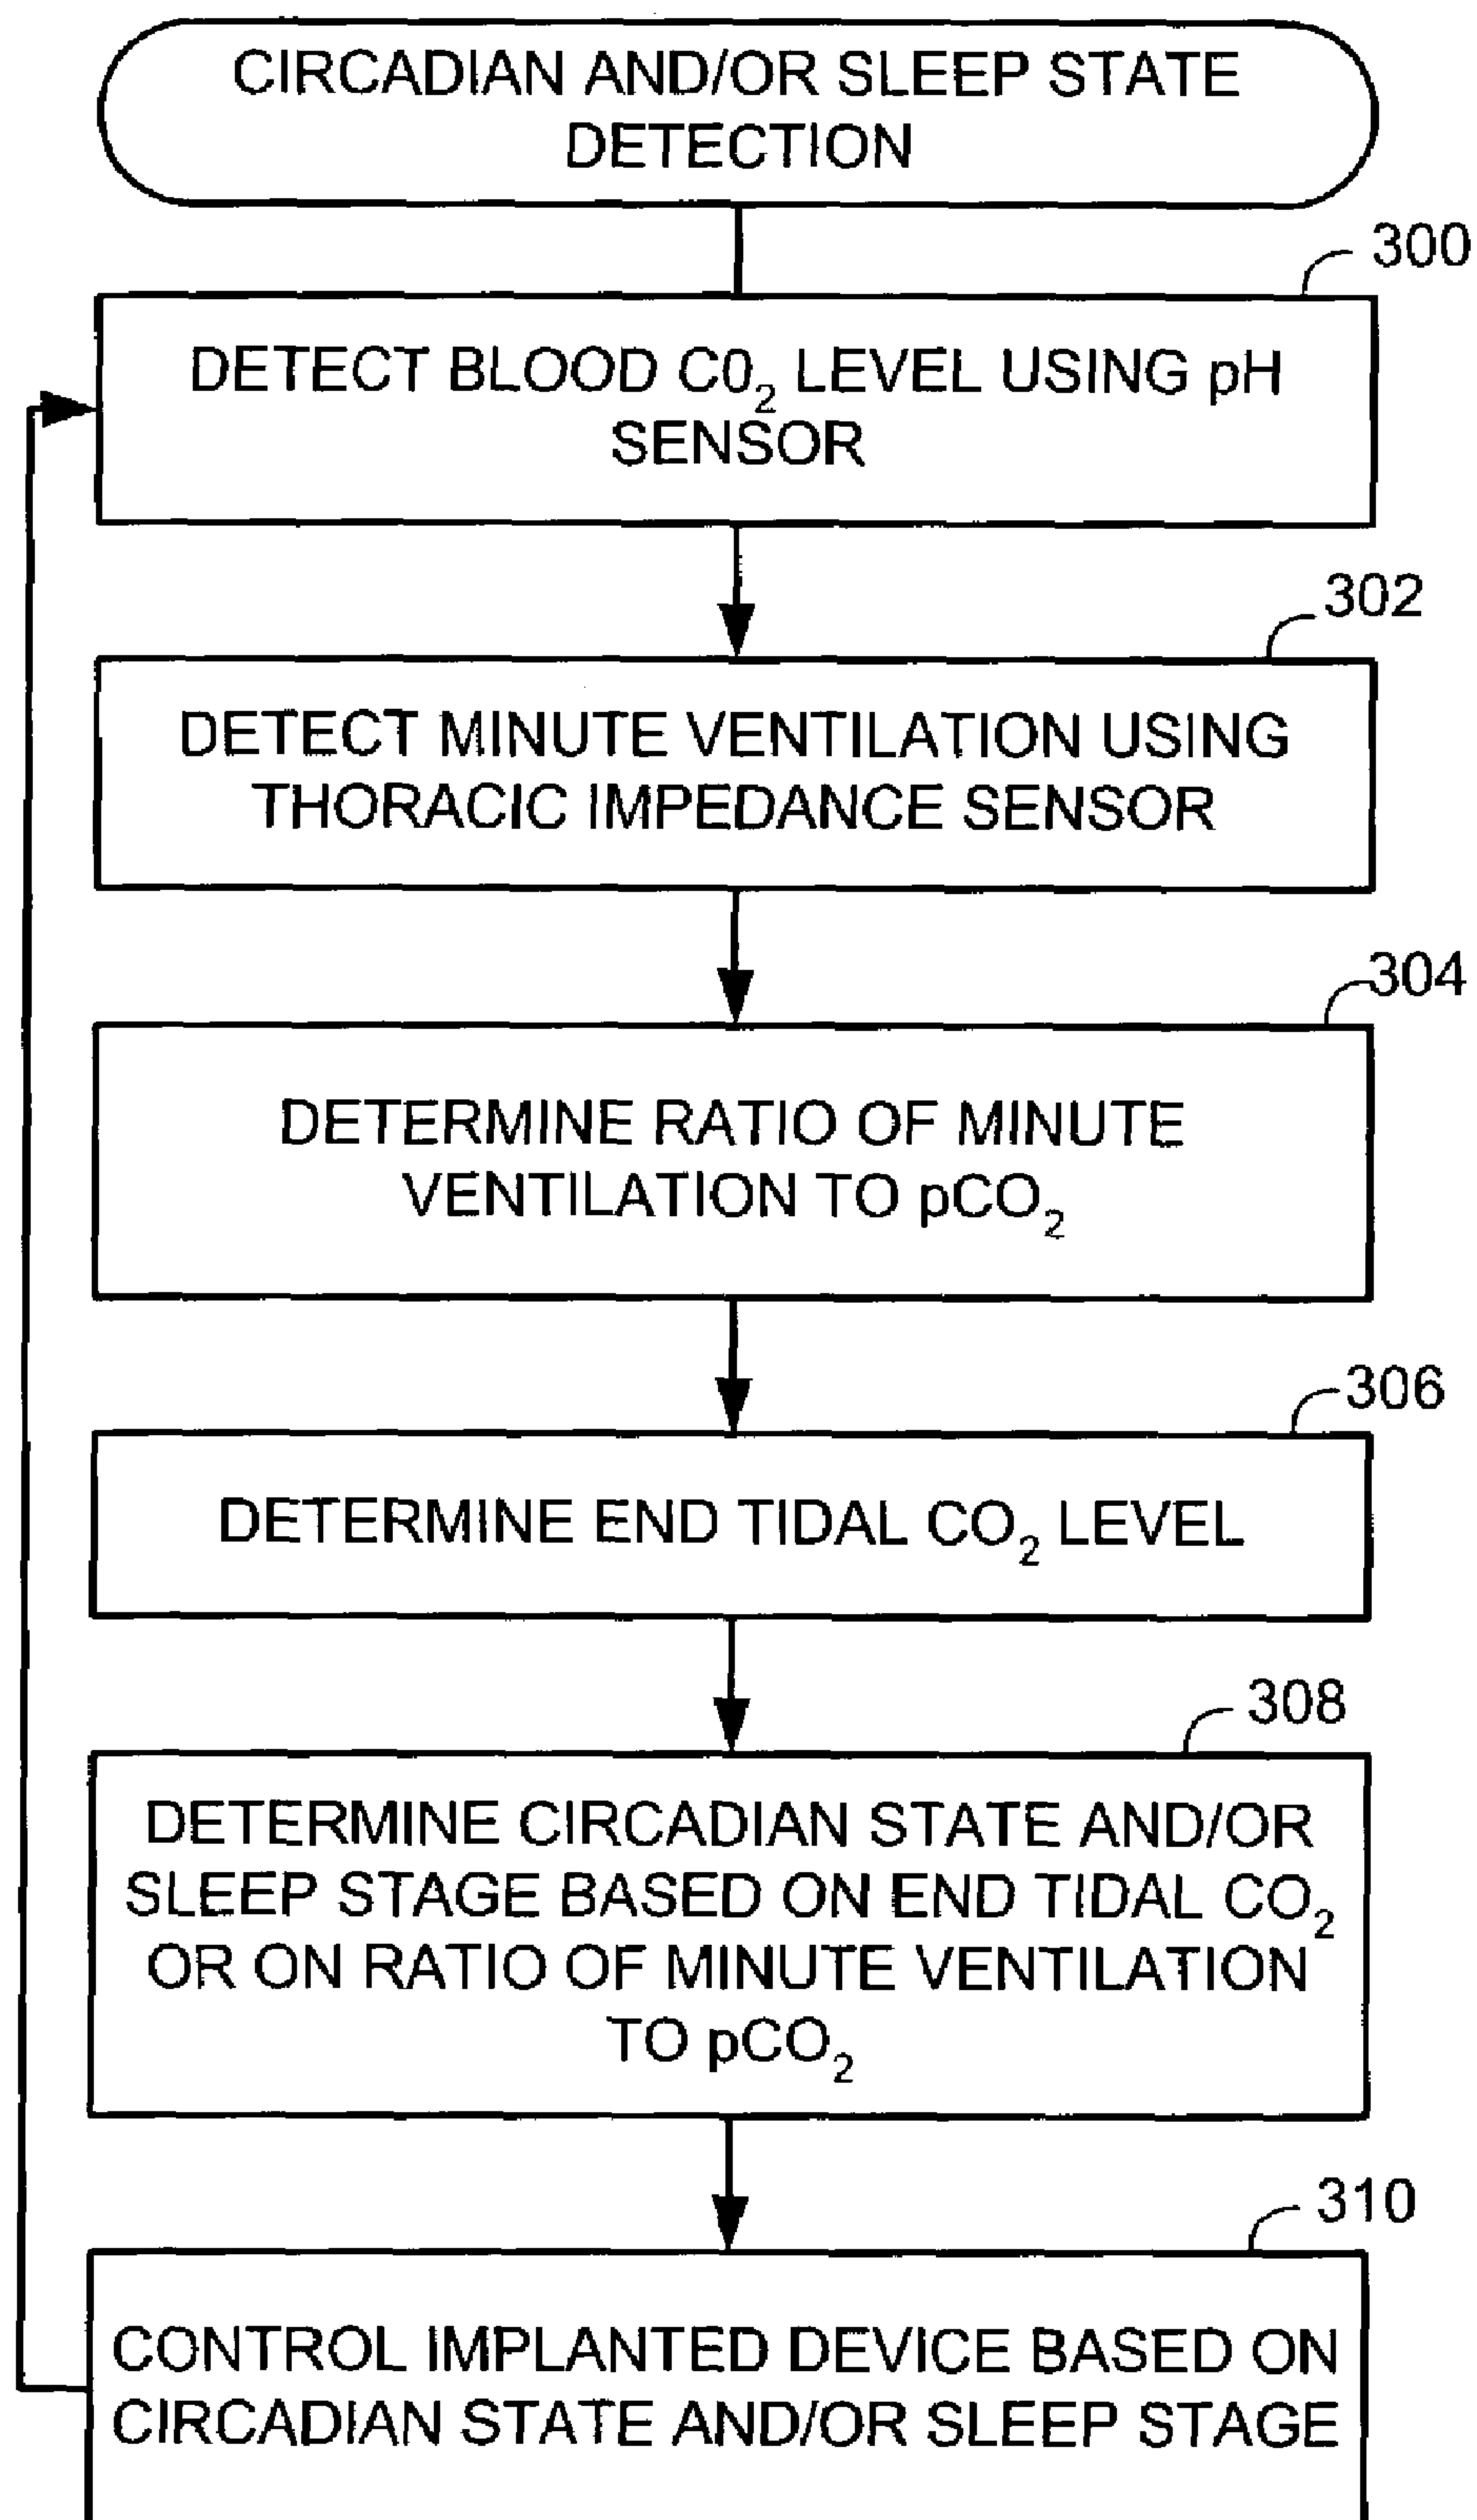 CIRCADIAN AND/OR SLEEP STATE
DETECTION
300
DETECT BLOOD C0₂ LEVEL USING pH
SENSOR
302
DETECT MINUTE VENTILATION USING
THORACIC IMPEDANCE SENSOR
304
DETERMINE RATIO OF MINUTE
VENTILATION TO pCO₂
306
DETERMINE END TIDAL CO₂ LEVEL
308
DETERMINE CIRCADIAN STATE AND/OR
SLEEP STAGE BASED ON END TIDAL CO₂
OR ON RATIO OF MINUTE VENTILATION
TO pCO₂
310
CONTROL IMPLANTED DEVICE BASED ON
CIRCADIAN STATE AND/OR SLEEP STAGE